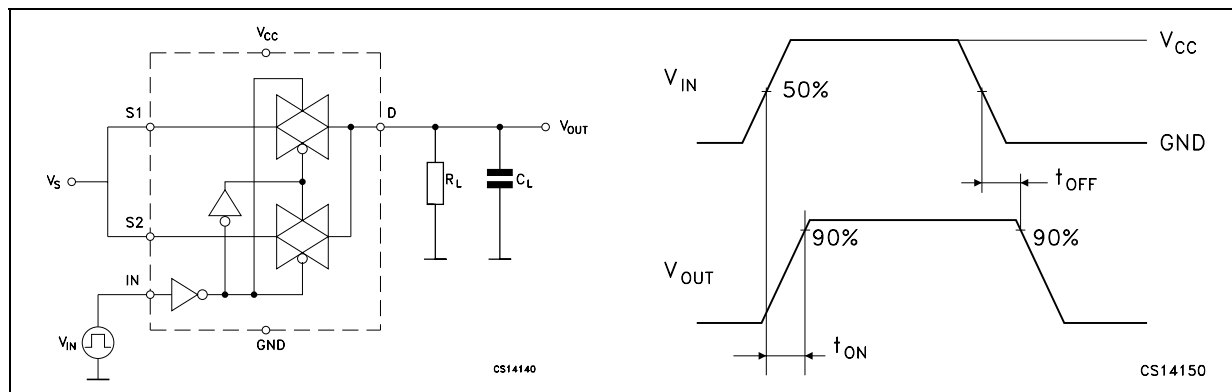 VCC
S1
D
VOUT
VS
RL
CL
S2
IN
VIN
GND
CS14140
VCC
VIN
50%
GND
tOFF
90%
90%
VOUT
tON
CS14150